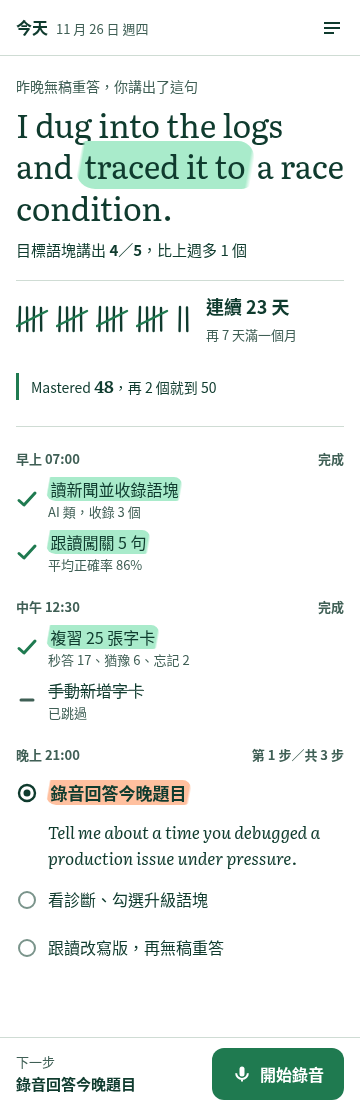 今天 11 月 26 日 週四
昨晚無稿重答，你講出了這句
I dug into the logs
and traced it to a race
condition.
目標語塊講出 4／5，比上週多 1 個
連續 23 天
再 7 天滿一個月
Mastered 48，再 2 個就到 50
早上 07:00 完成
讀新聞並收錄語塊
AI 類，收錄 3 個
跟讀闖關 5 句
平均正確率 86%
中午 12:30 完成
複習 25 張字卡
秒答 17、猶豫 6、忘記 2
手動新增字卡
已跳過
晚上 21:00 第 1 步／共 3 步
錄音回答今晚題目
Tell me about a time you debugged a
production issue under pressure.
看診斷、勾選升級語塊
跟讀改寫版，再無稿重答
下一步
錄音回答今晚題目
開始錄音